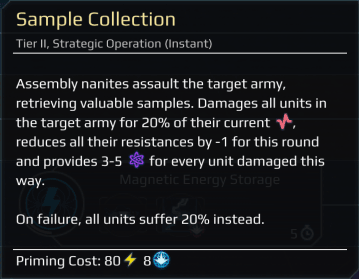 Sample Collection
Tier II, Strategic Operation (Instant)
Assembly nanites assault the target army,
retrieving valuable samples. Damages all units in
the target army for 20% of their current ,
reduces all their resistances by -1 for this round
and provides 3-5 for every unit damaged this
way.
Magnetic Energy Storage
On failure, all units suffer 20% instead.
5
Priming Cost: 80 8